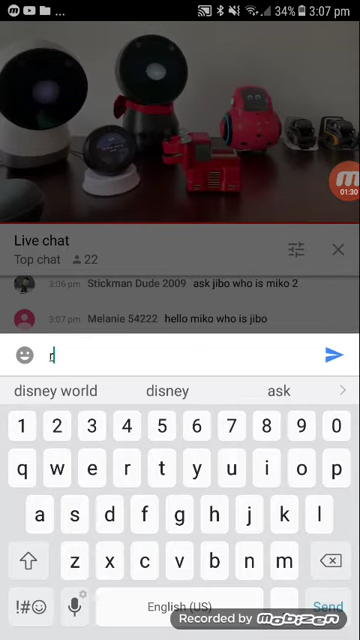 ... 34% 3:07 pm
01:30
Live chat
Top chat 22
3:06 pm Stickman Dude 2009 ask jibo who is miko 2
3:07 pm Melanie 54222 hello miko who is jibo
r
disney world disney ask
1 2 3 4 5 6 7 8 9 0
q w e r t y u i o p
a s d f g h j k l
z x c v b n m
!#☺ English (US) Send
Recorded by Mobizen